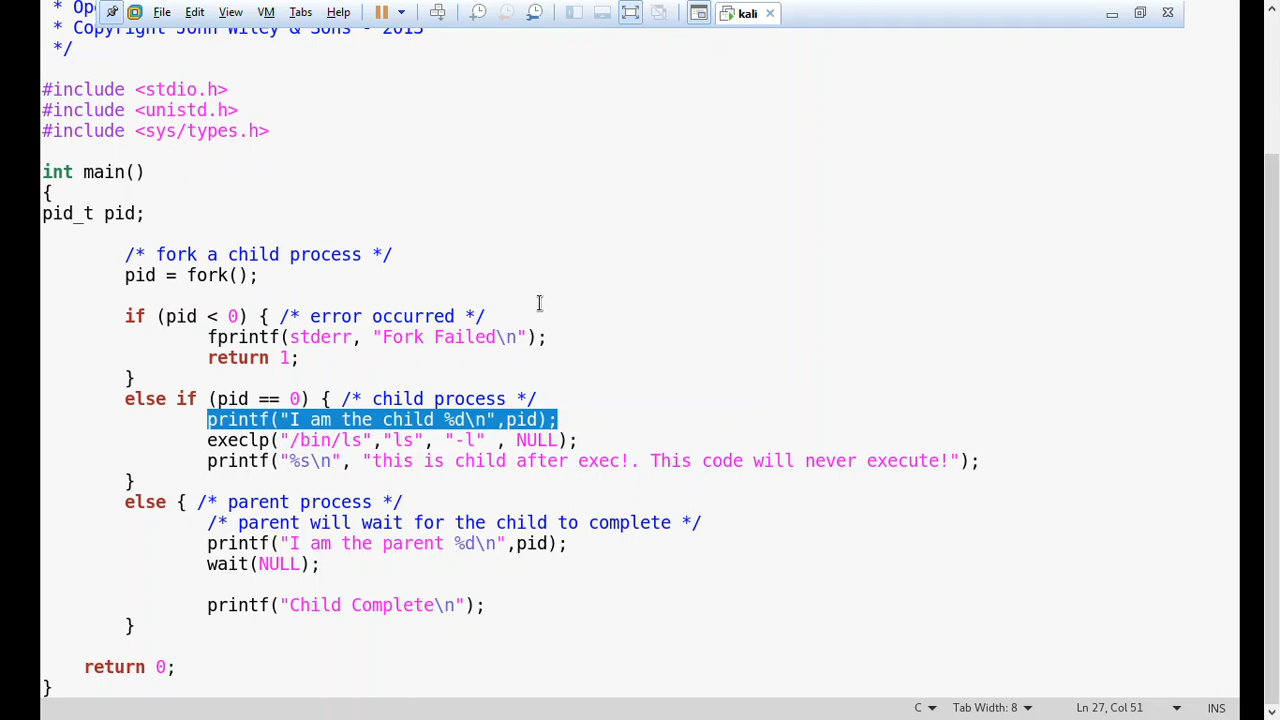 File Edit View VM Tabs Help kali
* Op
* Copyright John Wiley & Sons - 2013
*/
#include <stdio.h>
#include <unistd.h>
#include <sys/types.h>
int main()
{
pid_t pid;
/* fork a child process */
pid = fork();
if (pid < 0) { /* error occurred */
fprintf(stderr, "Fork Failed\n");
return 1;
}
else if (pid == 0) { /* child process */
printf("I am the child %d\n",pid);
execlp("/bin/ls","ls", "-l" , NULL);
printf("%s\n", "this is child after exec!. This code will never execute!");
}
else { /* parent process */
/* parent will wait for the child to complete */
printf("I am the parent %d\n",pid);
wait(NULL);
printf("Child Complete\n");
}
return 0;
}
C Tab Width: 8 Ln 27, Col 51 INS